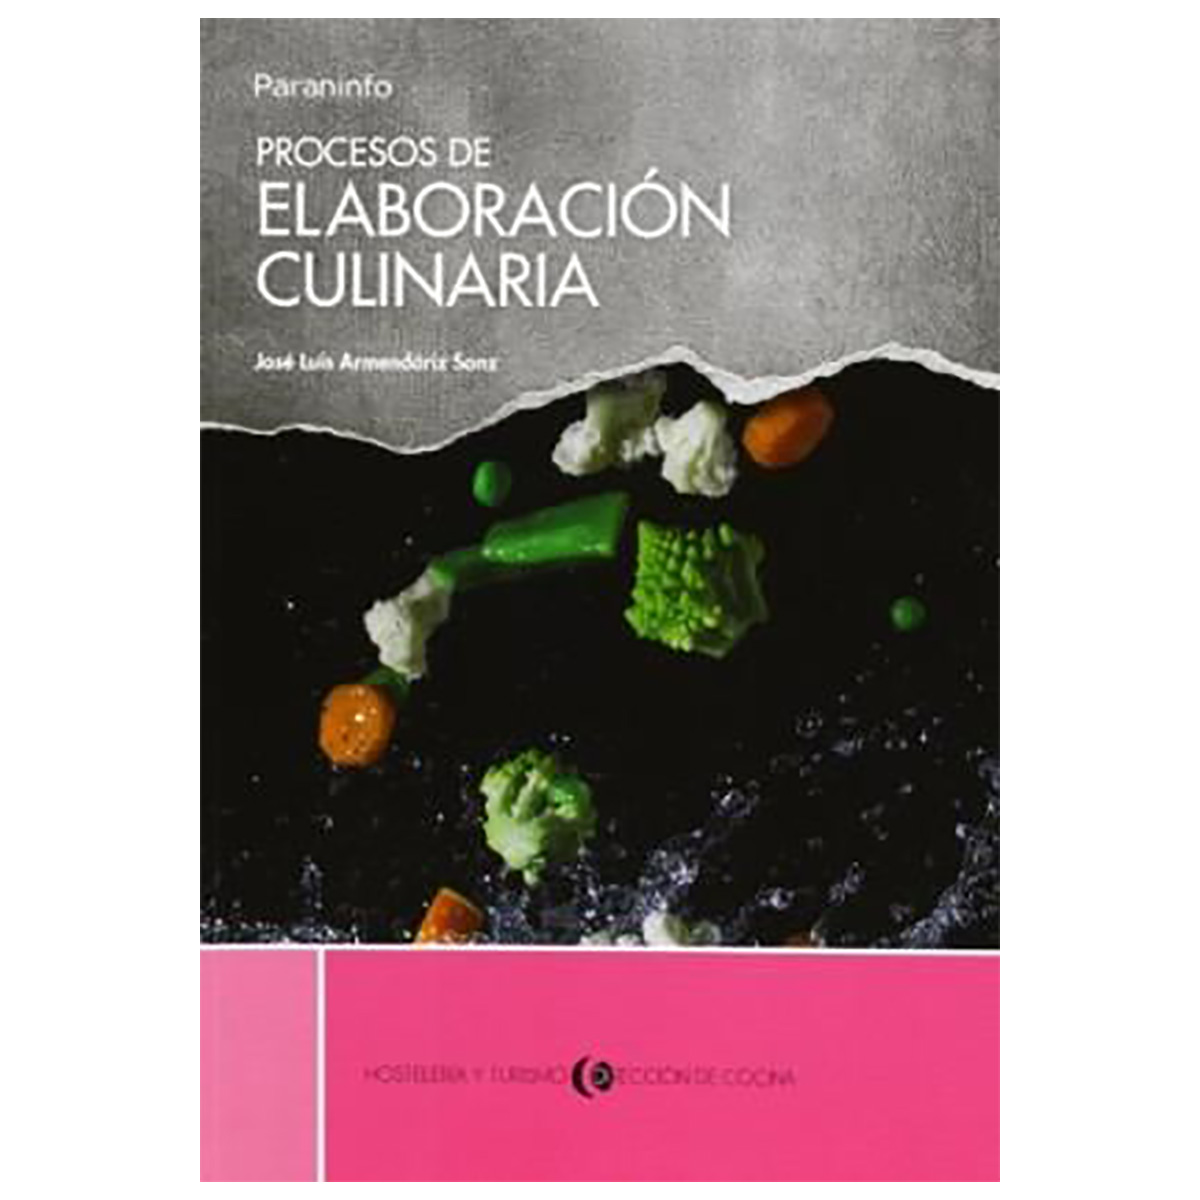 Paraninfo
PROCESOS DE
ELABORACIÓN
CULINARIA
José Luis Armendáriz Sanz
HOSTELERÍA Y TURISMO DIRECCIÓN DE COCINA